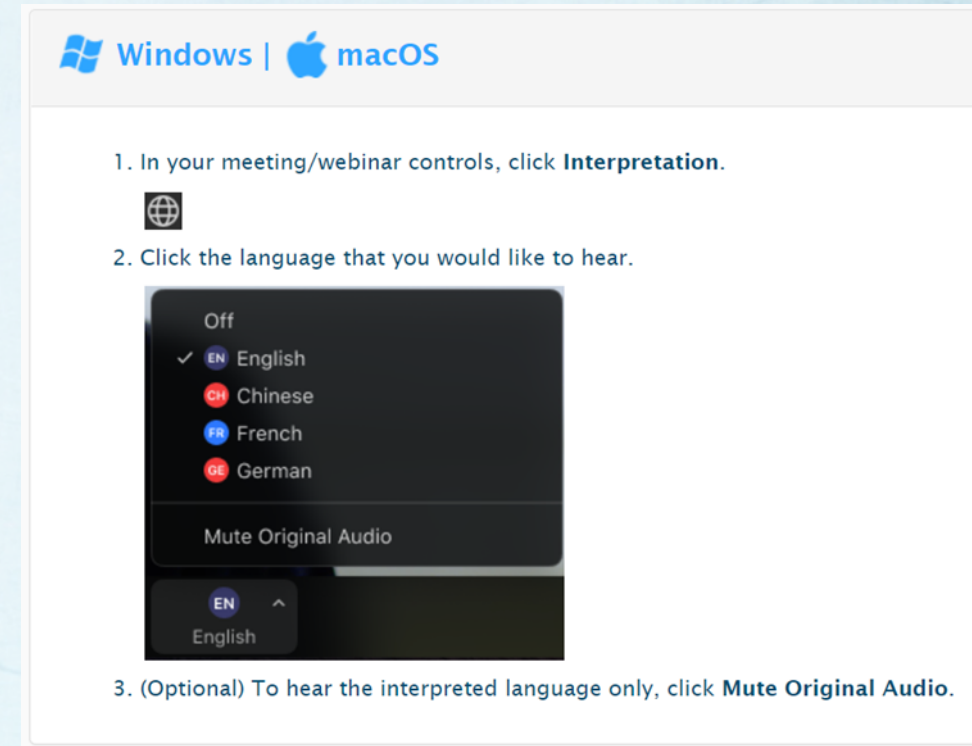 Windows | macOS
1. In your meeting/webinar controls, click Interpretation.
2. Click the language that you would like to hear.
Off
EN English
CH Chinese
FR French
GE German
Mute Original Audio
EN
English
3. (Optional) To hear the interpreted language only, click Mute Original Audio.